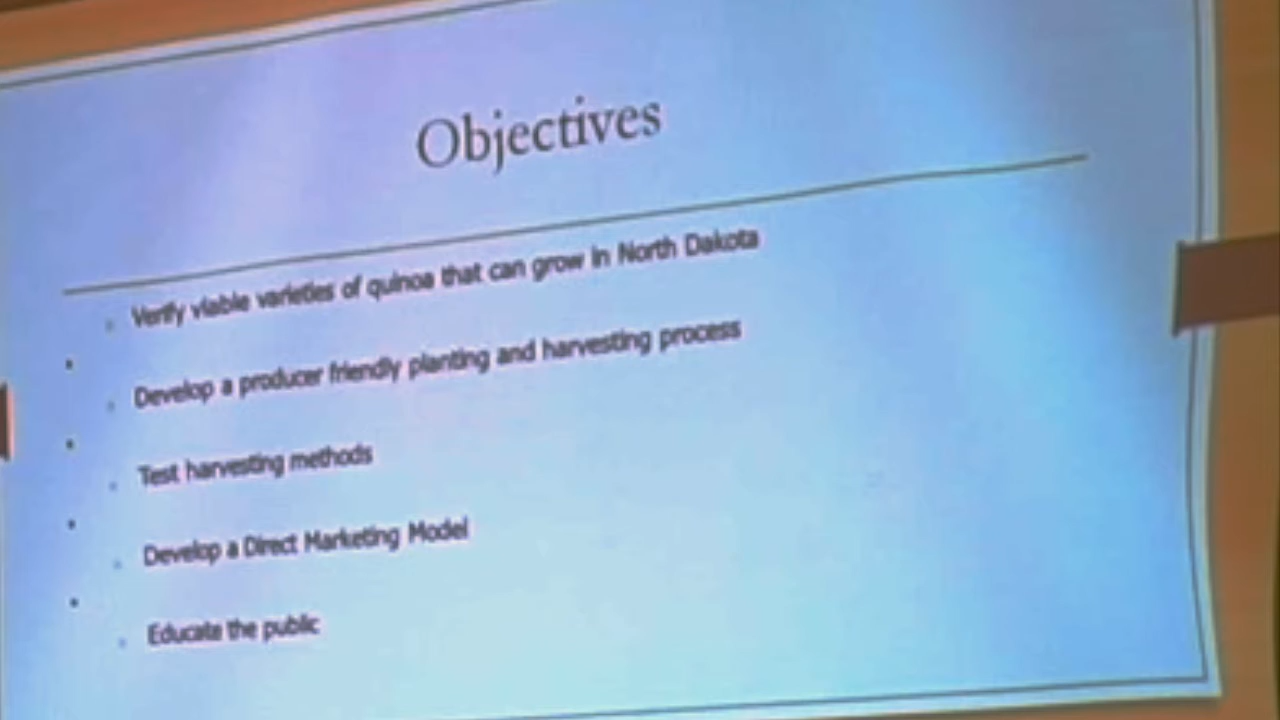 Objectives
Verify viable varieties of quinoa that can grow in North Dakota
Develop a producer friendly planting and harvesting process
Test harvesting methods
Develop a Direct Marketing Model
Educate the public